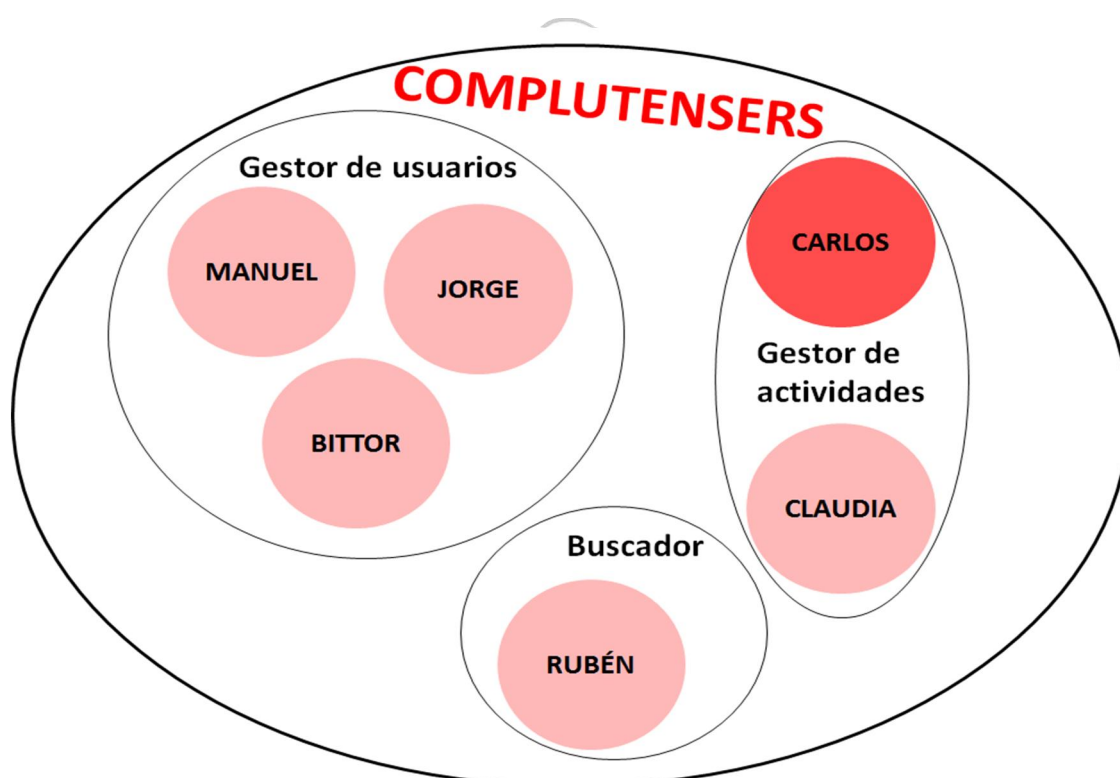 COMPLUTENSERS
Gestor de usuarios
MANUEL
JORGE
BITTOR
CARLOS
Gestor de
actividades
CLAUDIA
Buscador
RUBÉN